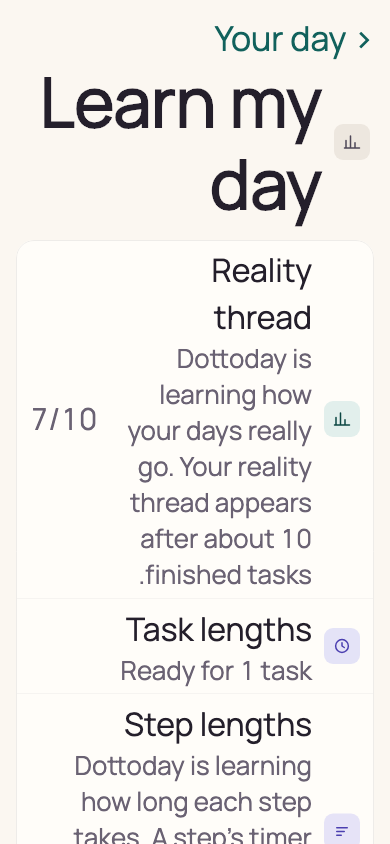 Your day
Learn my
day
Reality
thread
Dottoday is
learning how
your days really
go. Your reality
thread appears
after about 10
.finished tasks
7/10
Task lengths
Ready for 1 task
Step lengths
Dottoday is learning
how long each step
takes. A step's timer